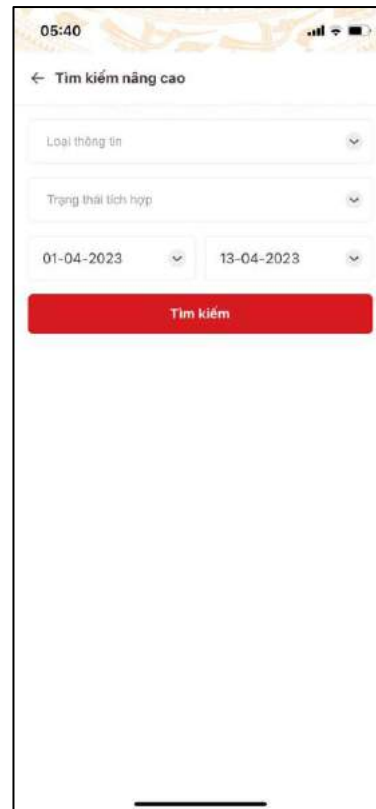 05:40
Tìm kiếm nâng cao
Loại thông tin
Trạng thái tích hợp
01-04-2023 13-04-2023
Tìm kiếm